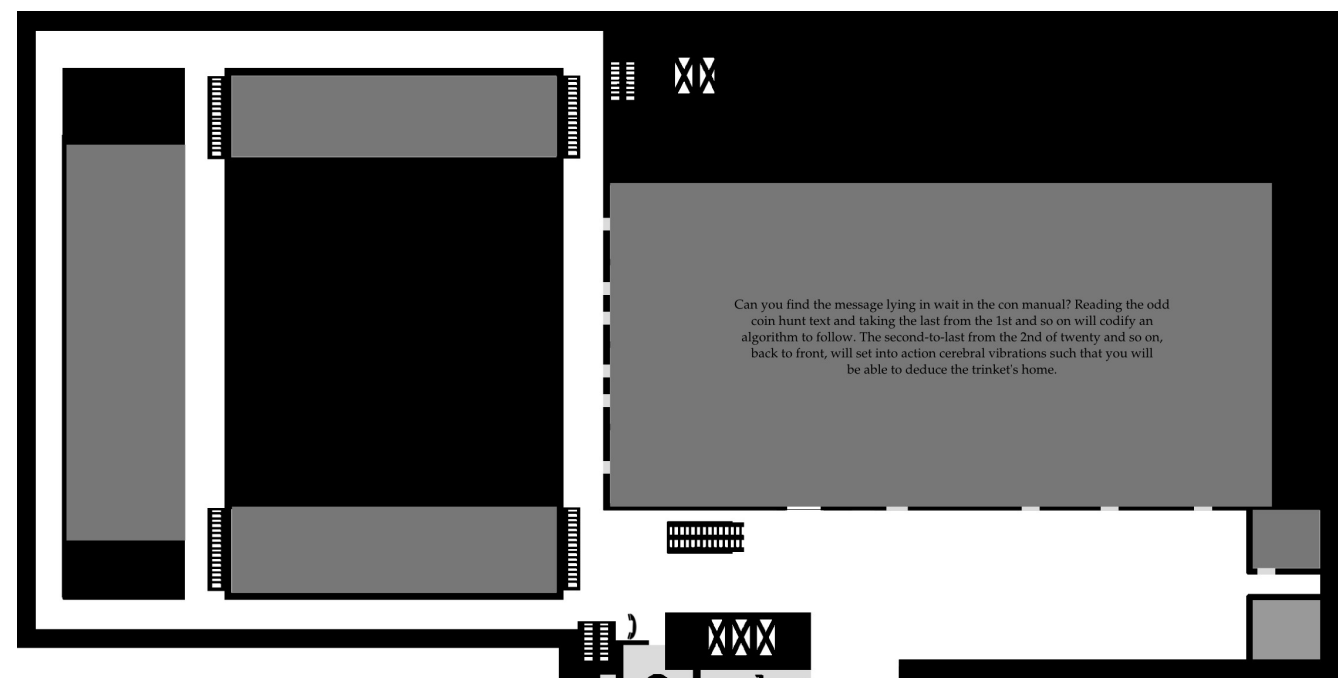 Can you find the message lying in wait in the con manual? Reading the odd
coin hunt text and taking the last from the 1st and so on will codify an
algorithm to follow. The second-to-last from the 2nd of twenty and so on,
back to front, will set into action cerebral vibrations such that you will
be able to deduce the trinket's home.